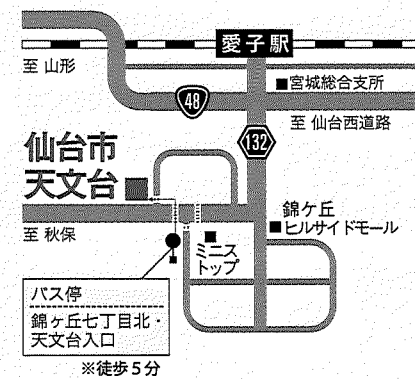 愛子駅
至 山形
■宮城総合支所
48
至 仙台西道路
132
仙台市
天文台
錦ケ丘
■ヒルサイドモール
至 秋保
ミニス
トップ
バス停
錦ヶ丘七丁目北・
天文台入口
※徒歩5分